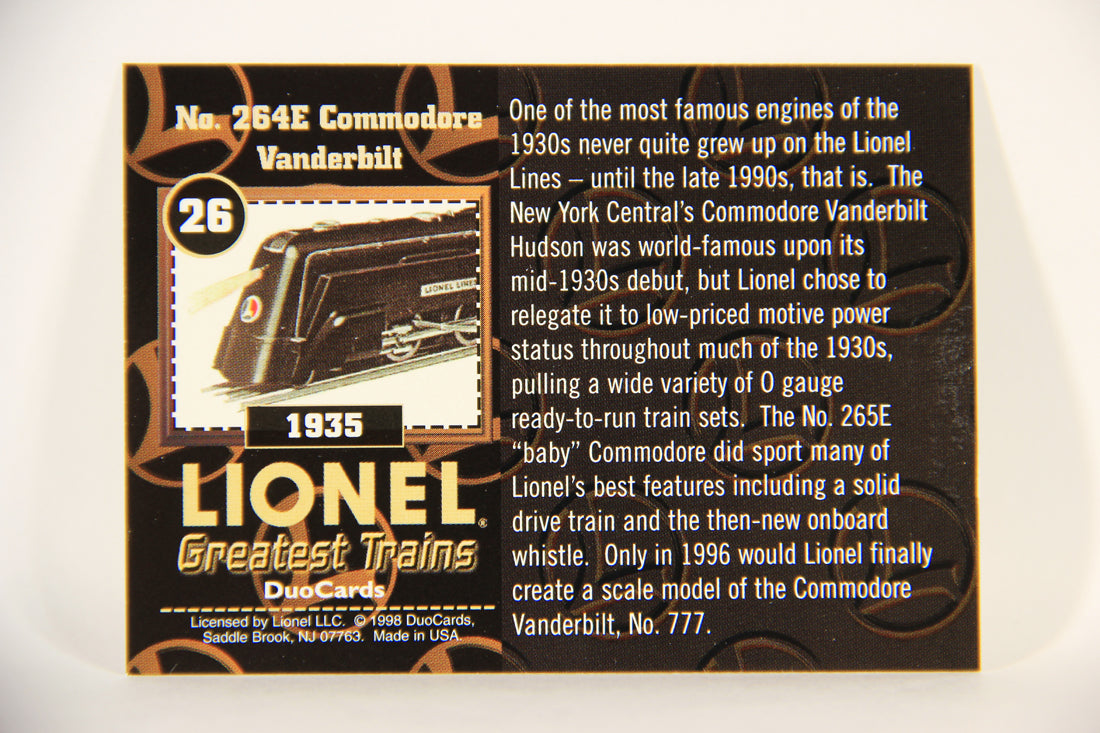 No. 264E Commodore
Vanderbilt
26
LIONEL LINES
1935
LIONEL®
Greatest Trains
DuoCards
Licensed by Lionel LLC. © 1998 DuoCards,
Saddle Brook, NJ 07763. Made in USA.
One of the most famous engines of the
1930s never quite grew up on the Lionel
Lines – until the late 1990s, that is. The
New York Central's Commodore Vanderbilt
Hudson was world-famous upon its
mid-1930s debut, but Lionel chose to
relegate it to low-priced motive power
status throughout much of the 1930s,
pulling a wide variety of O gauge
ready-to-run train sets. The No. 265E
“baby” Commodore did sport many of
Lionel's best features including a solid
drive train and the then-new onboard
whistle. Only in 1996 would Lionel finally
create a scale model of the Commodore
Vanderbilt, No. 777.